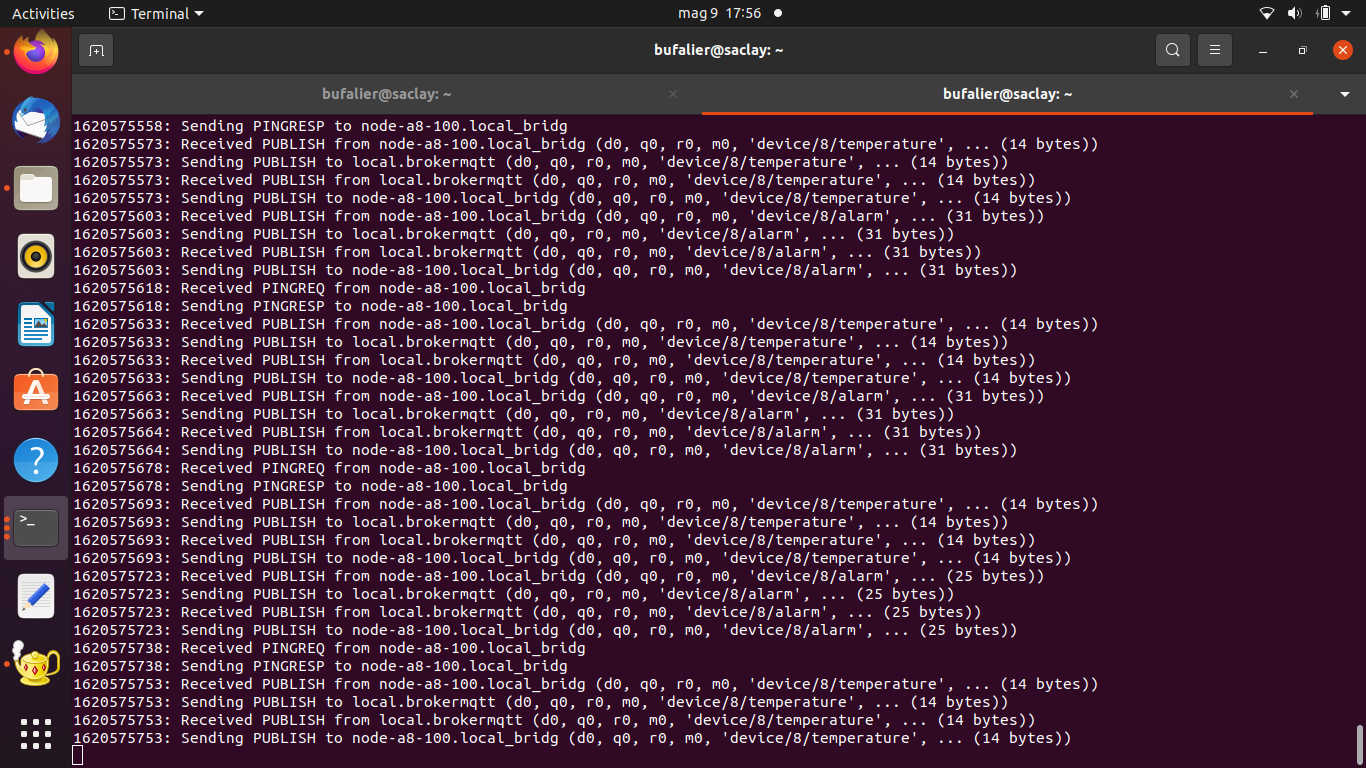 Activities
Terminal
mag 9 17:56
bufalier@saclay: ~
bufalier@saclay: ~
bufalier@saclay: ~
1620575558: Sending PINGRESP to node-a8-100.local_bridg
1620575573: Received PUBLISH from node-a8-100.local_bridg (d0, q0, r0, m0, 'device/8/temperature', ... (14 bytes))
1620575573: Sending PUBLISH to local.brokermqtt (d0, q0, r0, m0, 'device/8/temperature', ... (14 bytes))
1620575573: Received PUBLISH from local.brokermqtt (d0, q0, r0, m0, 'device/8/temperature', ... (14 bytes))
1620575573: Sending PUBLISH to node-a8-100.local_bridg (d0, q0, r0, m0, 'device/8/temperature', ... (14 bytes))
1620575603: Received PUBLISH from node-a8-100.local_bridg (d0, q0, r0, m0, 'device/8/alarm', ... (31 bytes))
1620575603: Sending PUBLISH to local.brokermqtt (d0, q0, r0, m0, 'device/8/alarm', ... (31 bytes))
1620575603: Received PUBLISH from local.brokermqtt (d0, q0, r0, m0, 'device/8/alarm', ... (31 bytes))
1620575603: Sending PUBLISH to node-a8-100.local_bridg (d0, q0, r0, m0, 'device/8/alarm', ... (31 bytes))
1620575618: Received PINGREQ from node-a8-100.local_bridg
1620575618: Sending PINGRESP to node-a8-100.local_bridg
1620575633: Received PUBLISH from node-a8-100.local_bridg (d0, q0, r0, m0, 'device/8/temperature', ... (14 bytes))
1620575633: Sending PUBLISH to local.brokermqtt (d0, q0, r0, m0, 'device/8/temperature', ... (14 bytes))
1620575633: Received PUBLISH from local.brokermqtt (d0, q0, r0, m0, 'device/8/temperature', ... (14 bytes))
1620575633: Sending PUBLISH to node-a8-100.local_bridg (d0, q0, r0, m0, 'device/8/temperature', ... (14 bytes))
1620575663: Received PUBLISH from node-a8-100.local_bridg (d0, q0, r0, m0, 'device/8/alarm', ... (31 bytes))
1620575663: Sending PUBLISH to local.brokermqtt (d0, q0, r0, m0, 'device/8/alarm', ... (31 bytes))
1620575664: Received PUBLISH from local.brokermqtt (d0, q0, r0, m0, 'device/8/alarm', ... (31 bytes))
1620575664: Sending PUBLISH to node-a8-100.local_bridg (d0, q0, r0, m0, 'device/8/alarm', ... (31 bytes))
1620575678: Received PINGREQ from node-a8-100.local_bridg
1620575678: Sending PINGRESP to node-a8-100.local_bridg
1620575693: Received PUBLISH from node-a8-100.local_bridg (d0, q0, r0, m0, 'device/8/temperature', ... (14 bytes))
1620575693: Sending PUBLISH to local.brokermqtt (d0, q0, r0, m0, 'device/8/temperature', ... (14 bytes))
1620575693: Received PUBLISH from local.brokermqtt (d0, q0, r0, m0, 'device/8/temperature', ... (14 bytes))
1620575693: Sending PUBLISH to node-a8-100.local_bridg (d0, q0, r0, m0, 'device/8/temperature', ... (14 bytes))
1620575723: Received PUBLISH from node-a8-100.local_bridg (d0, q0, r0, m0, 'device/8/alarm', ... (25 bytes))
1620575723: Sending PUBLISH to local.brokermqtt (d0, q0, r0, m0, 'device/8/alarm', ... (25 bytes))
1620575723: Received PUBLISH from local.brokermqtt (d0, q0, r0, m0, 'device/8/alarm', ... (25 bytes))
1620575723: Sending PUBLISH to node-a8-100.local_bridg (d0, q0, r0, m0, 'device/8/alarm', ... (25 bytes))
1620575738: Received PINGREQ from node-a8-100.local_bridg
1620575738: Sending PINGRESP to node-a8-100.local_bridg
1620575753: Received PUBLISH from node-a8-100.local_bridg (d0, q0, r0, m0, 'device/8/temperature', ... (14 bytes))
1620575753: Sending PUBLISH to local.brokermqtt (d0, q0, r0, m0, 'device/8/temperature', ... (14 bytes))
1620575753: Received PUBLISH from local.brokermqtt (d0, q0, r0, m0, 'device/8/temperature', ... (14 bytes))
1620575753: Sending PUBLISH to node-a8-100.local_bridg (d0, q0, r0, m0, 'device/8/temperature', ... (14 bytes))